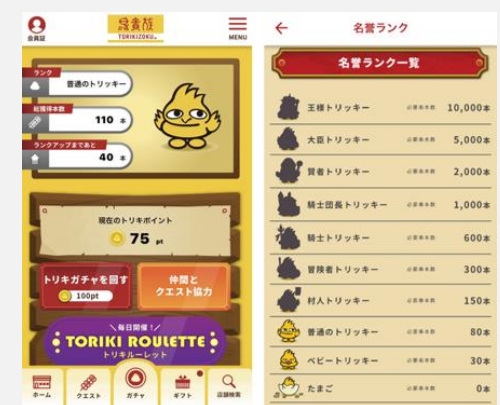 会員証
鳥貴族
TORIKIZOKU
MENU
ランク
普通のトリッキー
総獲得本数
110 本
ランクアップまであと
40 本
現在のトリキポイント
75 pt
トリキガチャを回す
100pt
仲間と
クエスト協力
毎日開催!
TORIKI ROULETTE
トリキルーレット
ホーム
クエスト
ガチャ
ギフト
店舗検索
名誉ランク
名誉ランク一覧
王様トリッキー 必要串本数 10,000本
大臣トリッキー 必要串本数 5,000本
賢者トリッキー 必要串本数 2,000本
騎士団長トリッキー 必要串本数 1,000本
騎士トリッキー 必要串本数 600本
冒険者トリッキー 必要串本数 300本
村人トリッキー 必要串本数 150本
普通のトリッキー 必要串本数 80本
ベビートリッキー 必要串本数 30本
たまご 必要串本数 0本